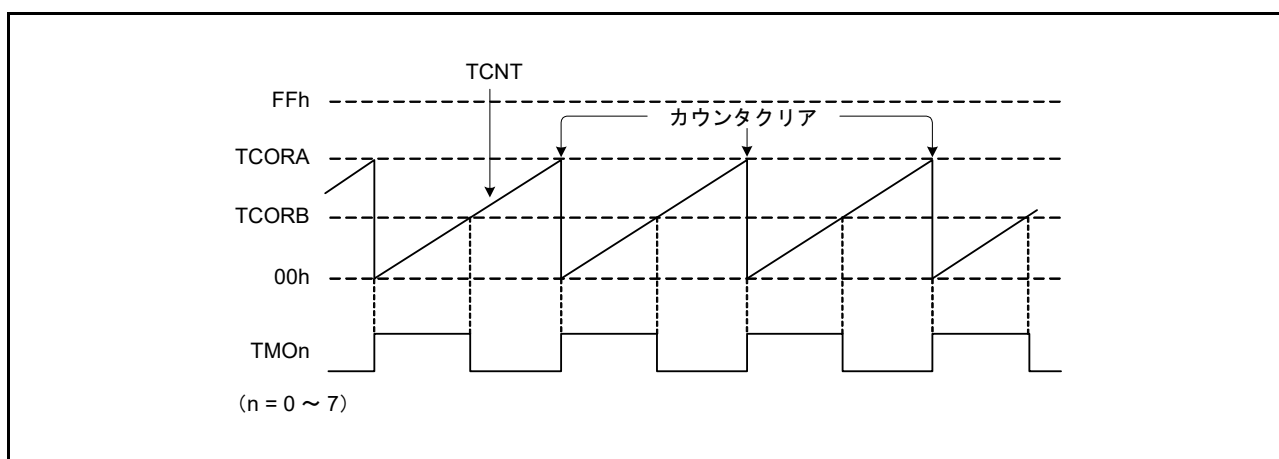 TCNT
FFh
カウンタクリア
TCORA
TCORB
00h
TMOn
(n = 0 ～ 7)